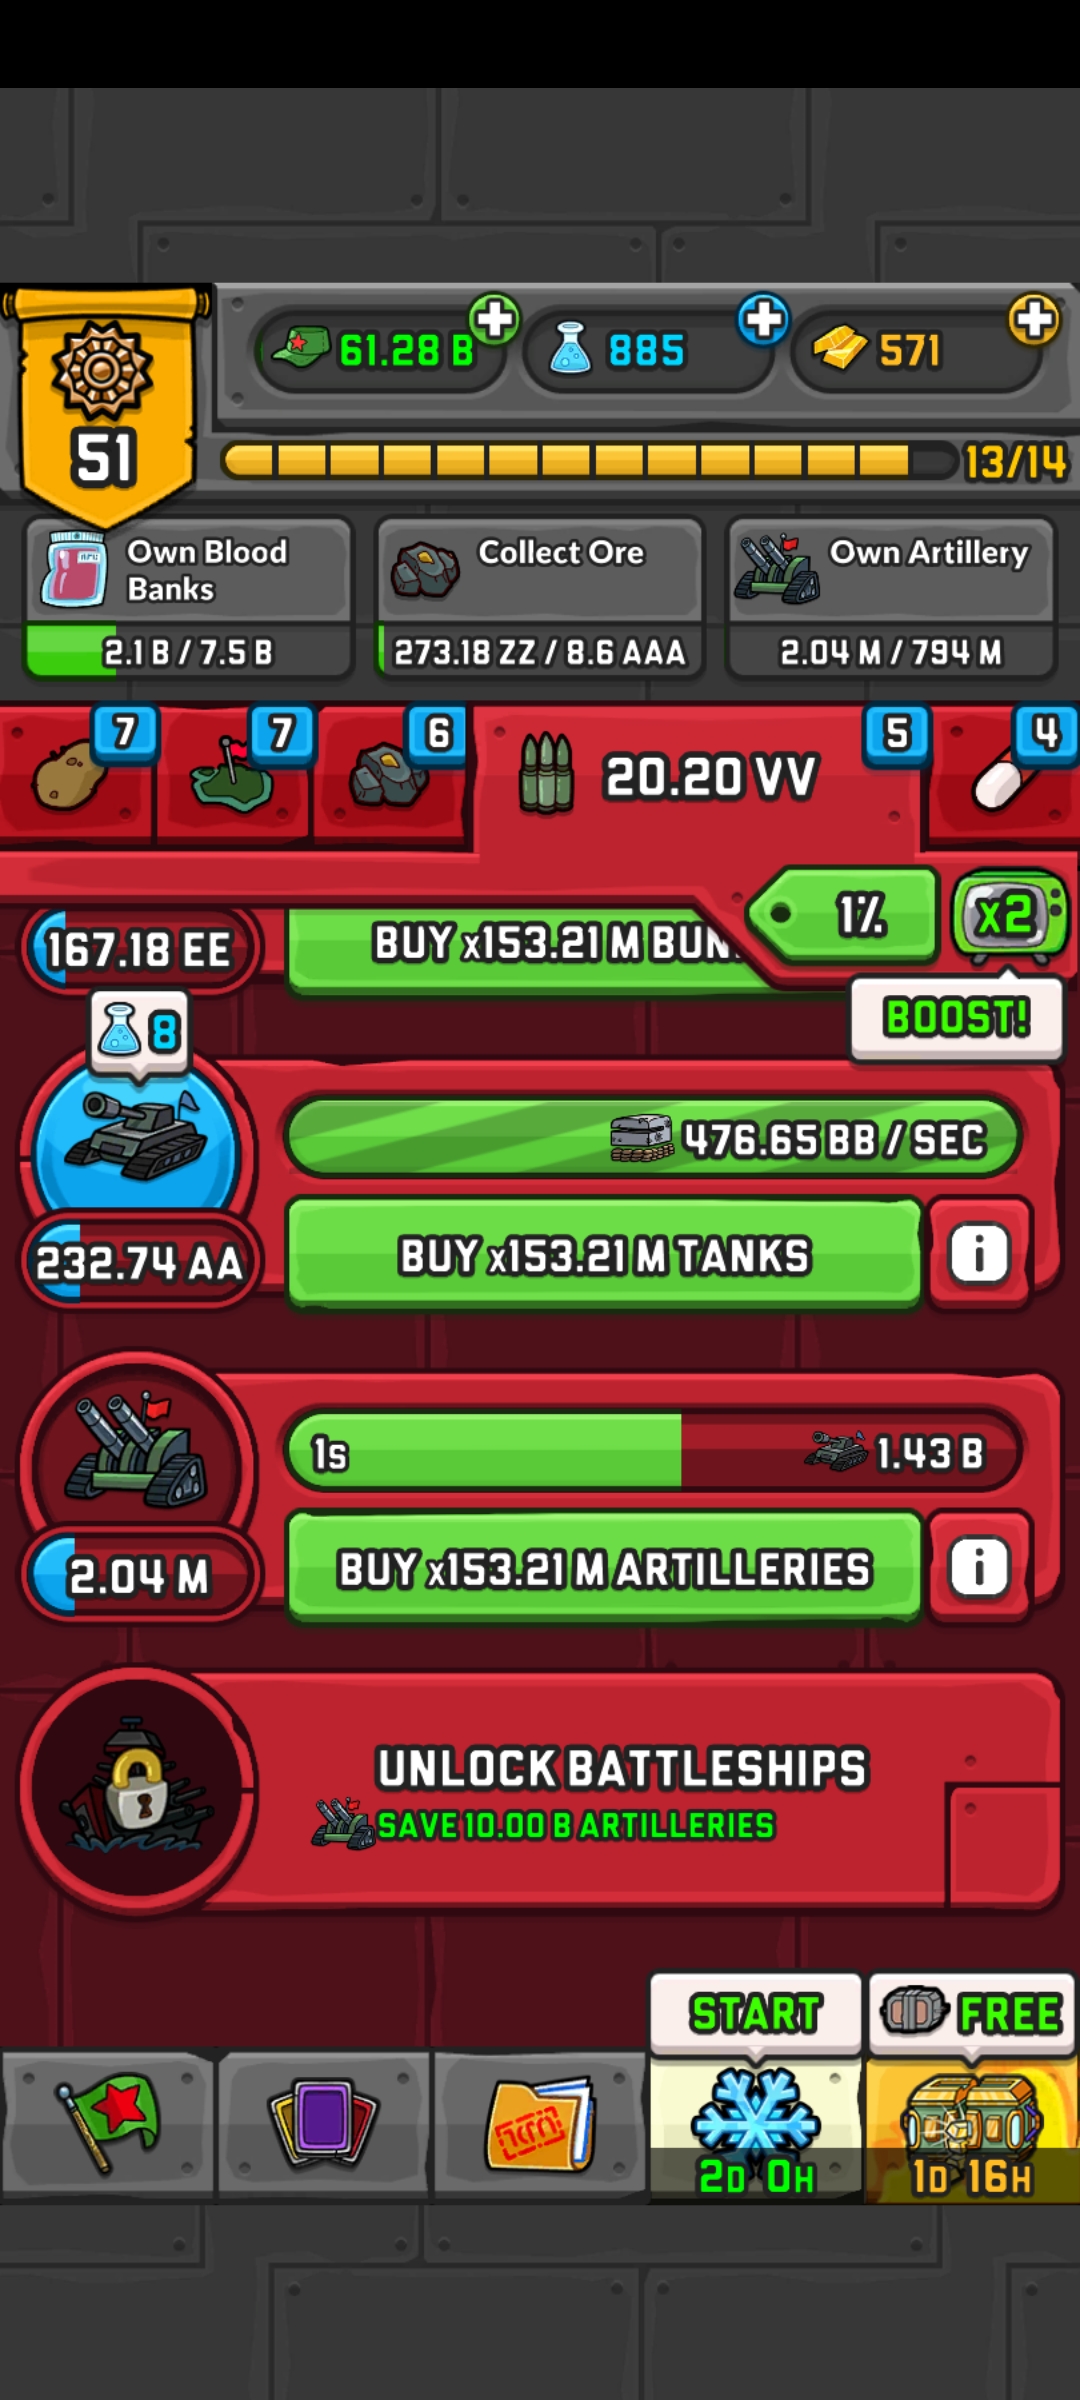 51
61.28 B
885
571
13/14
Own Blood
Banks
2.1 B / 7.5 B
Collect Ore
273.18 ZZ / 8.6 AAA
Own Artillery
2.04 M / 794 M
7
7
6
20.20 VV
5
4
1%
x2
BOOST!
167.18 EE
BUY x153.21 M
8
476.65 BB / SEC
232.74 AA
BUY x153.21 M TANKS
i
1s
1.43 B
2.04 M
BUY x153.21 M ARTILLERIES
i
UNLOCK BATTLESHIPS
SAVE 10.00 B ARTILLERIES
START
FREE
2D 0H
1D 16H